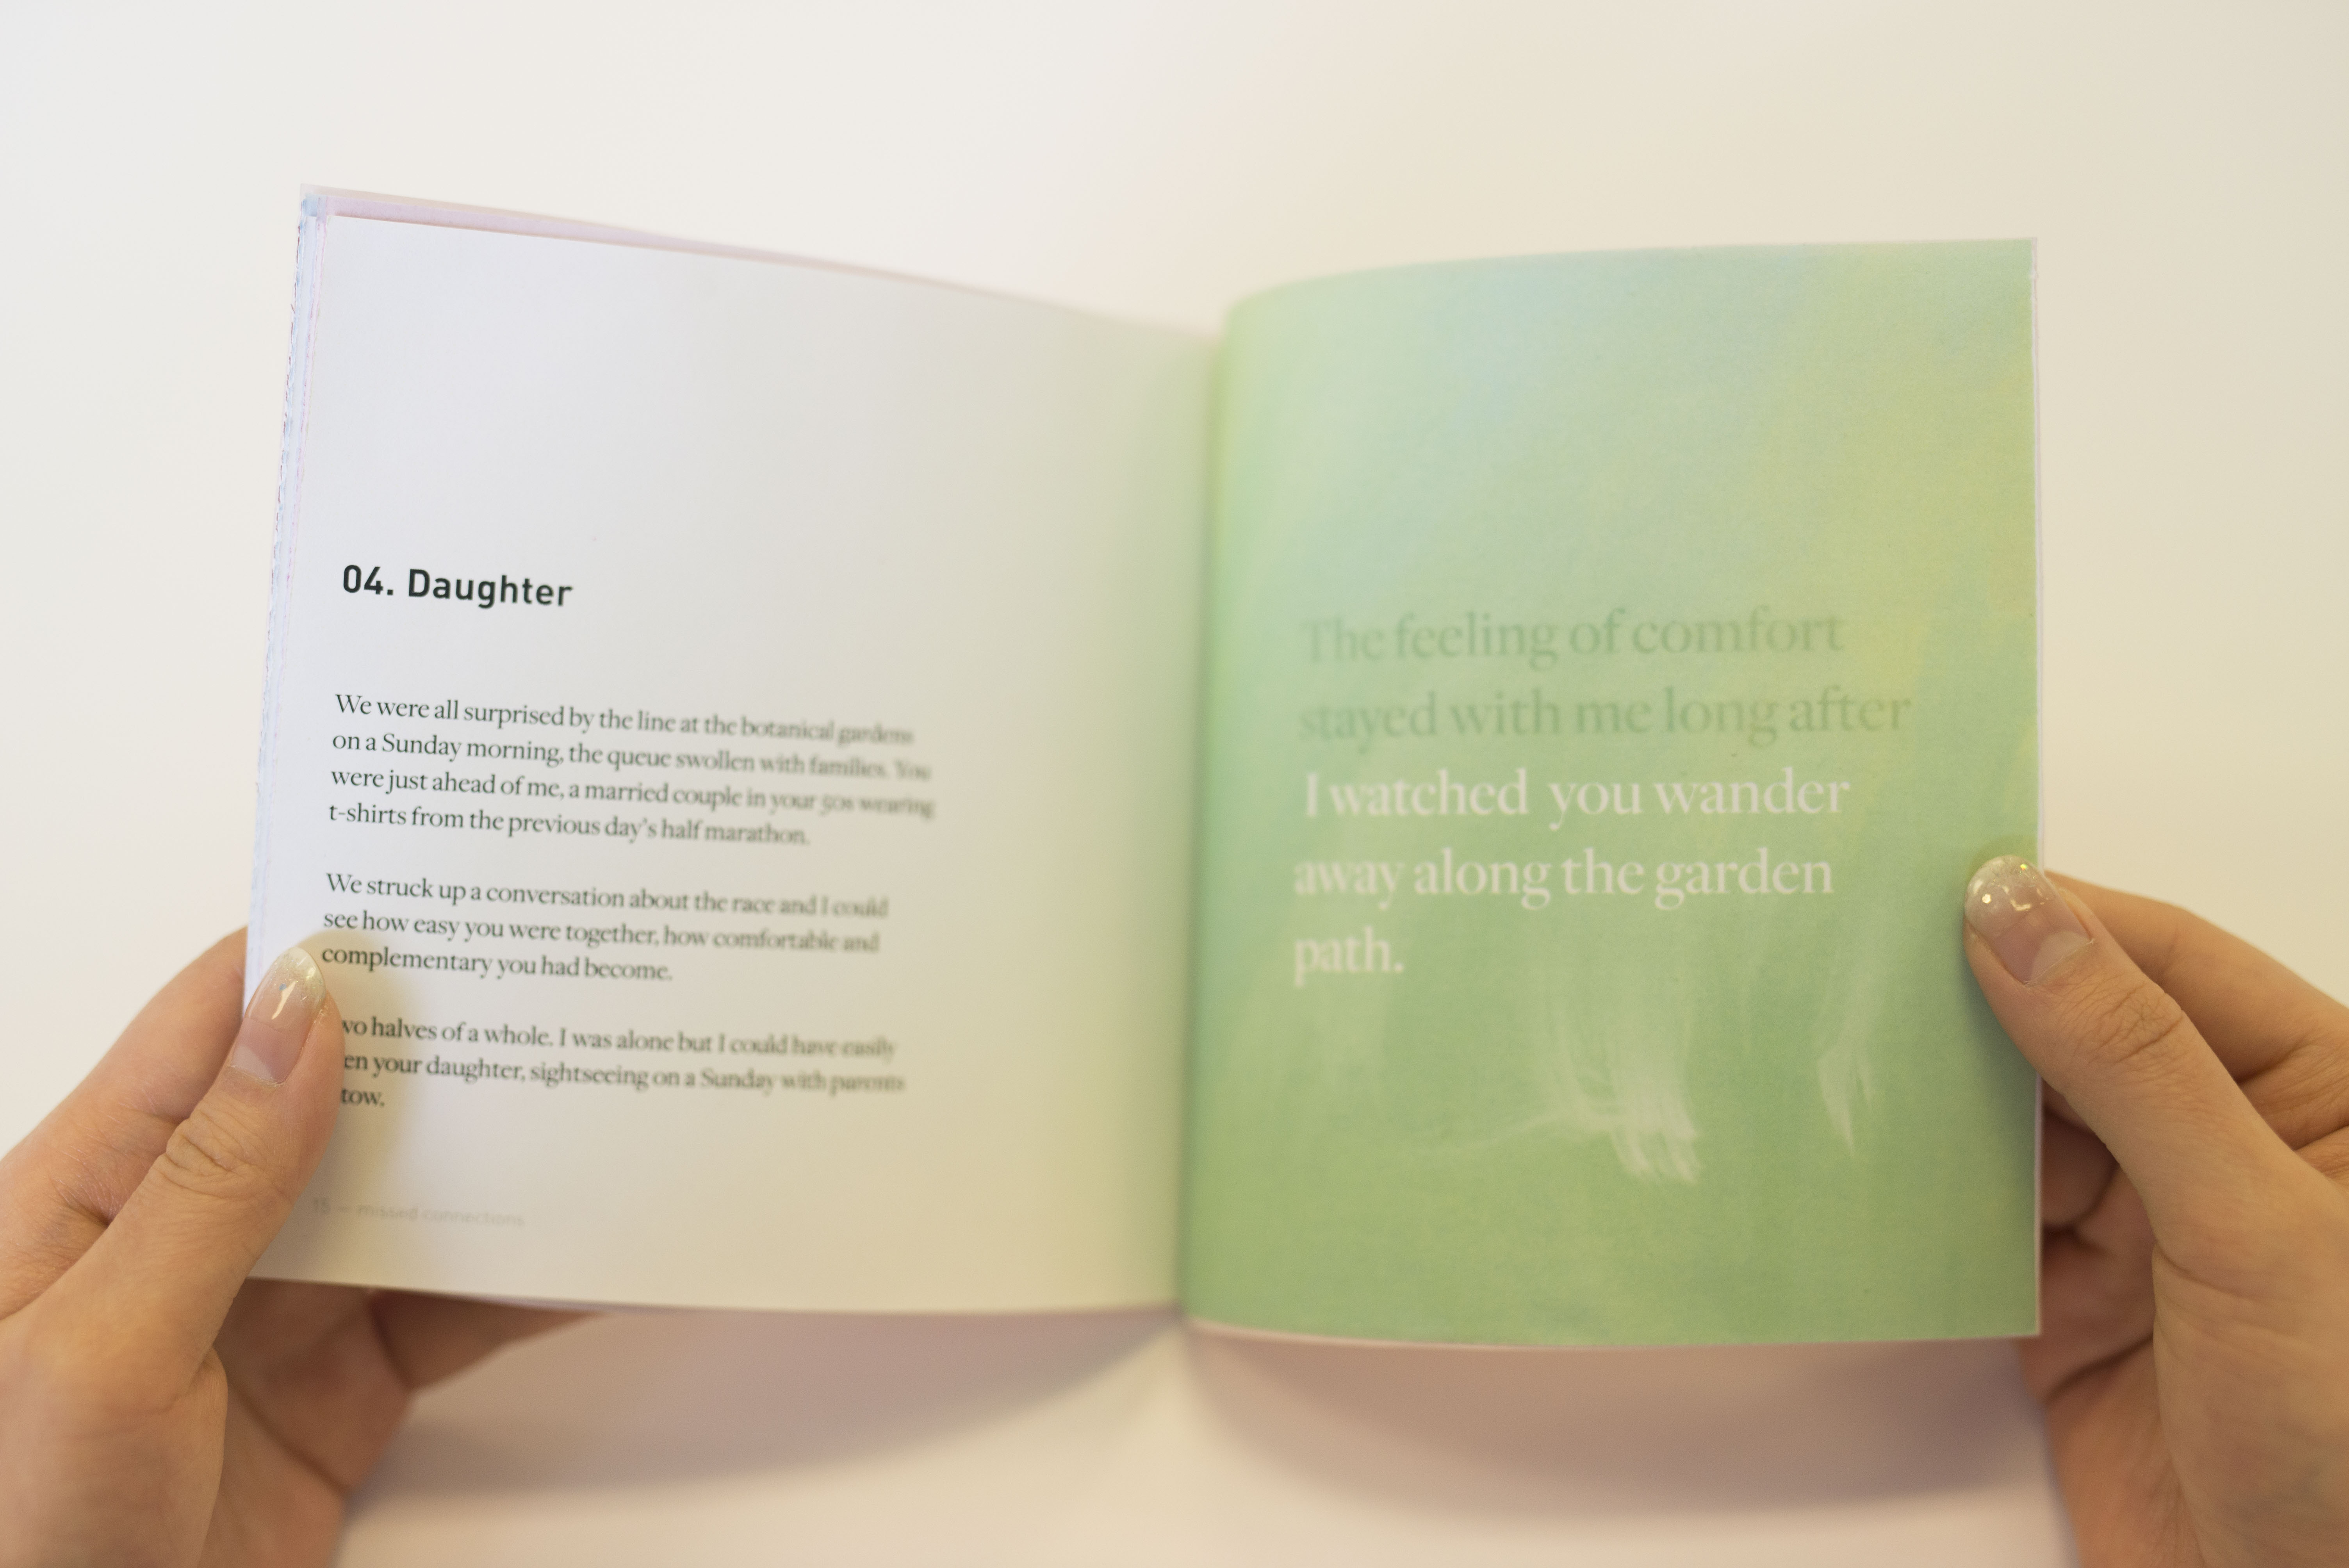 04. Daughter
We were all surprised by the line at the botanical gardens
on a Sunday morning, the queue swollen with families. You
were just ahead of me, a married couple in your 50s wearing
t-shirts from the previous day's half marathon.
We struck up a conversation about the race and I could
see how easy you were together, how comfortable and
complementary you had become.
halves of a whole. I was alone but I could have easily
your daughter, sightseeing on a Sunday with parents
tow.
15 — missed connections
The feeling of comfort
stayed with me long after
I watched you wander
away along the garden
path.